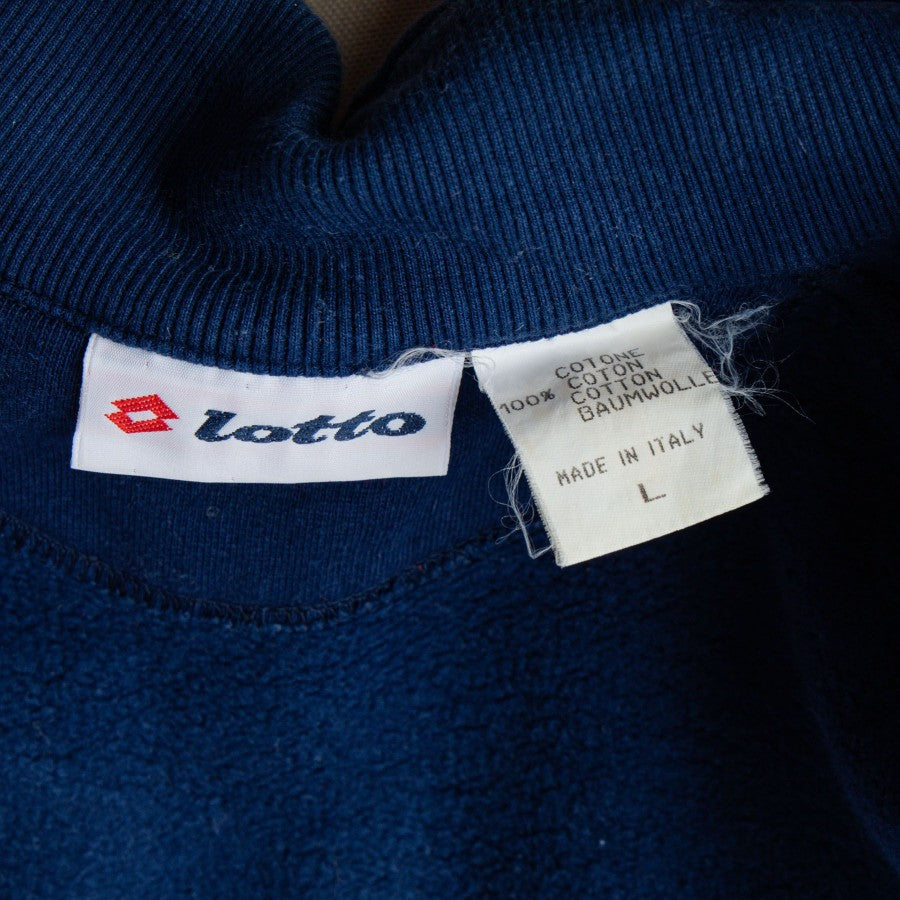 lotto
COTONE
100% COTON
COTTON
BAUMWOLLE
MADE IN ITALY
L